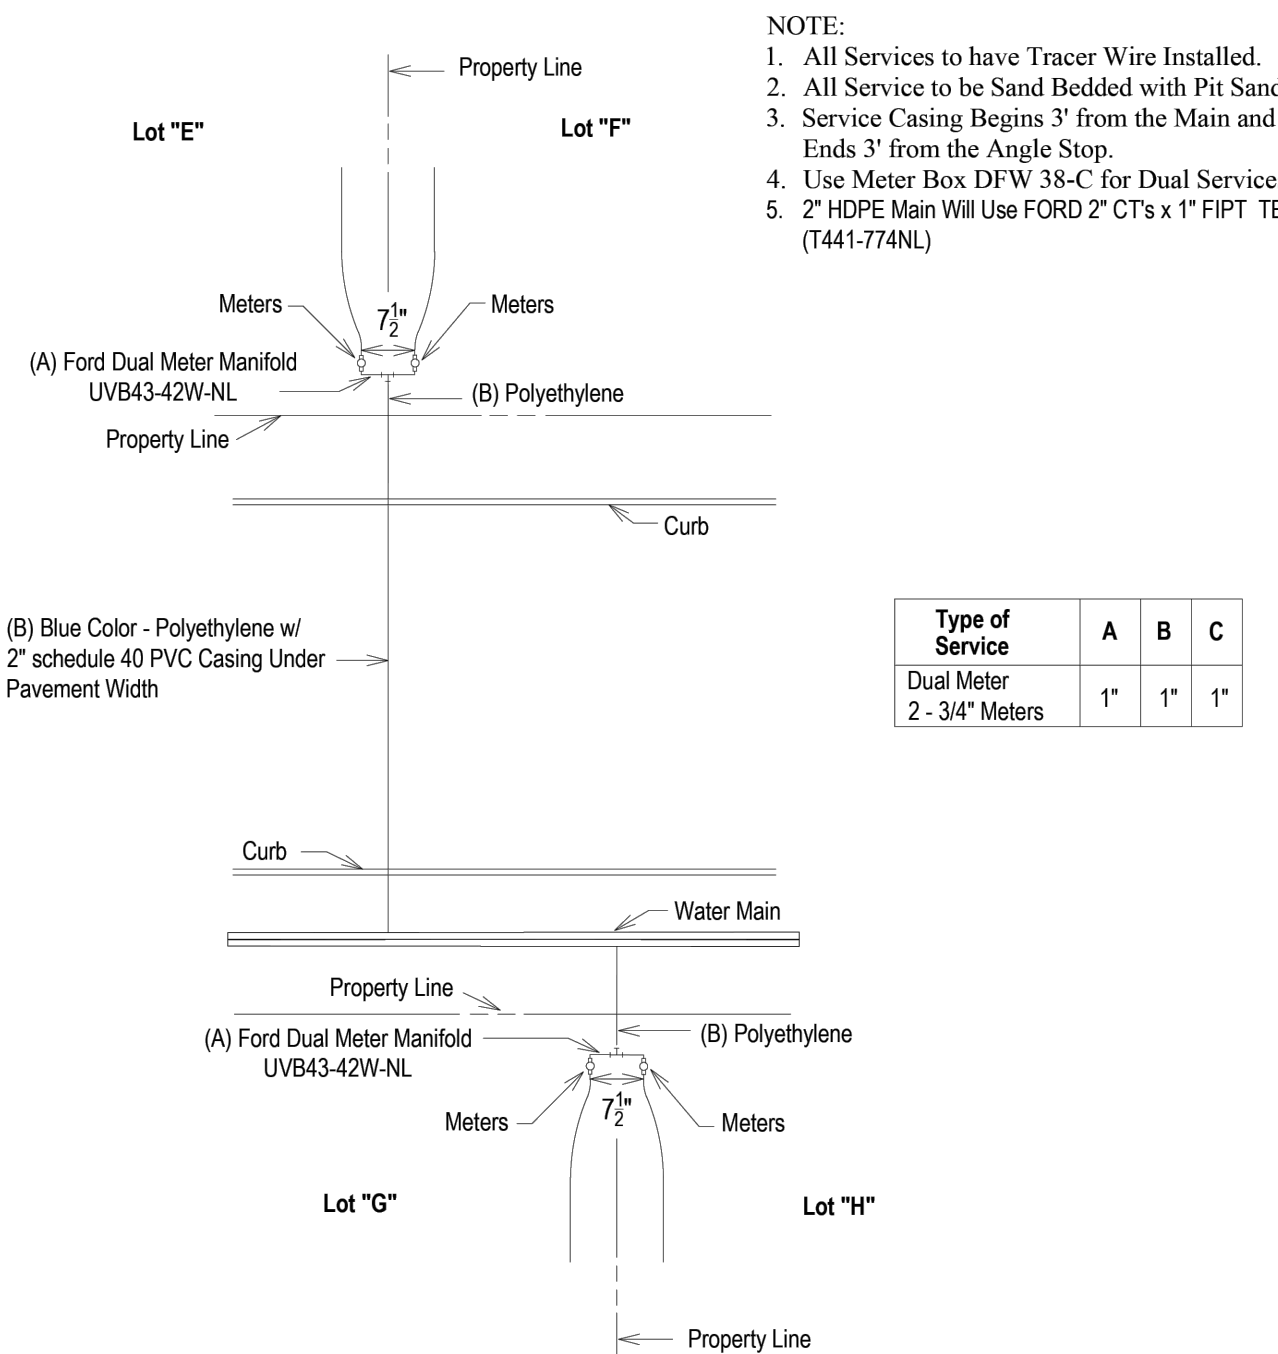 NOTE:
1. All Services to have Tracer Wire Installed.
2. All Service to be Sand Bedded with Pit Sand
3. Service Casing Begins 3' from the Main and
Ends 3' from the Angle Stop.
4. Use Meter Box DFW 38-C for Dual Service
5. 2" HDPE Main Will Use FORD 2" CT's x 1" FIPT
(T441-774NL)
Property Line
Lot "E"
Lot "F"
Meters
7 1/2"
Meters
(A) Ford Dual Meter Manifold
UVB43-42W-NL
(B) Polyethylene
Property Line
Curb
(B) Blue Color - Polyethylene w/
2" schedule 40 PVC Casing Under
Pavement Width
Type of
Service
A
B
C
Dual Meter
2 - 3/4" Meters
1"
1"
1"
Curb
Water Main
Property Line
(A) Ford Dual Meter Manifold
UVB43-42W-NL
(B) Polyethylene
7 1/2"
Meters
Meters
Lot "G"
Lot "H"
Property Line